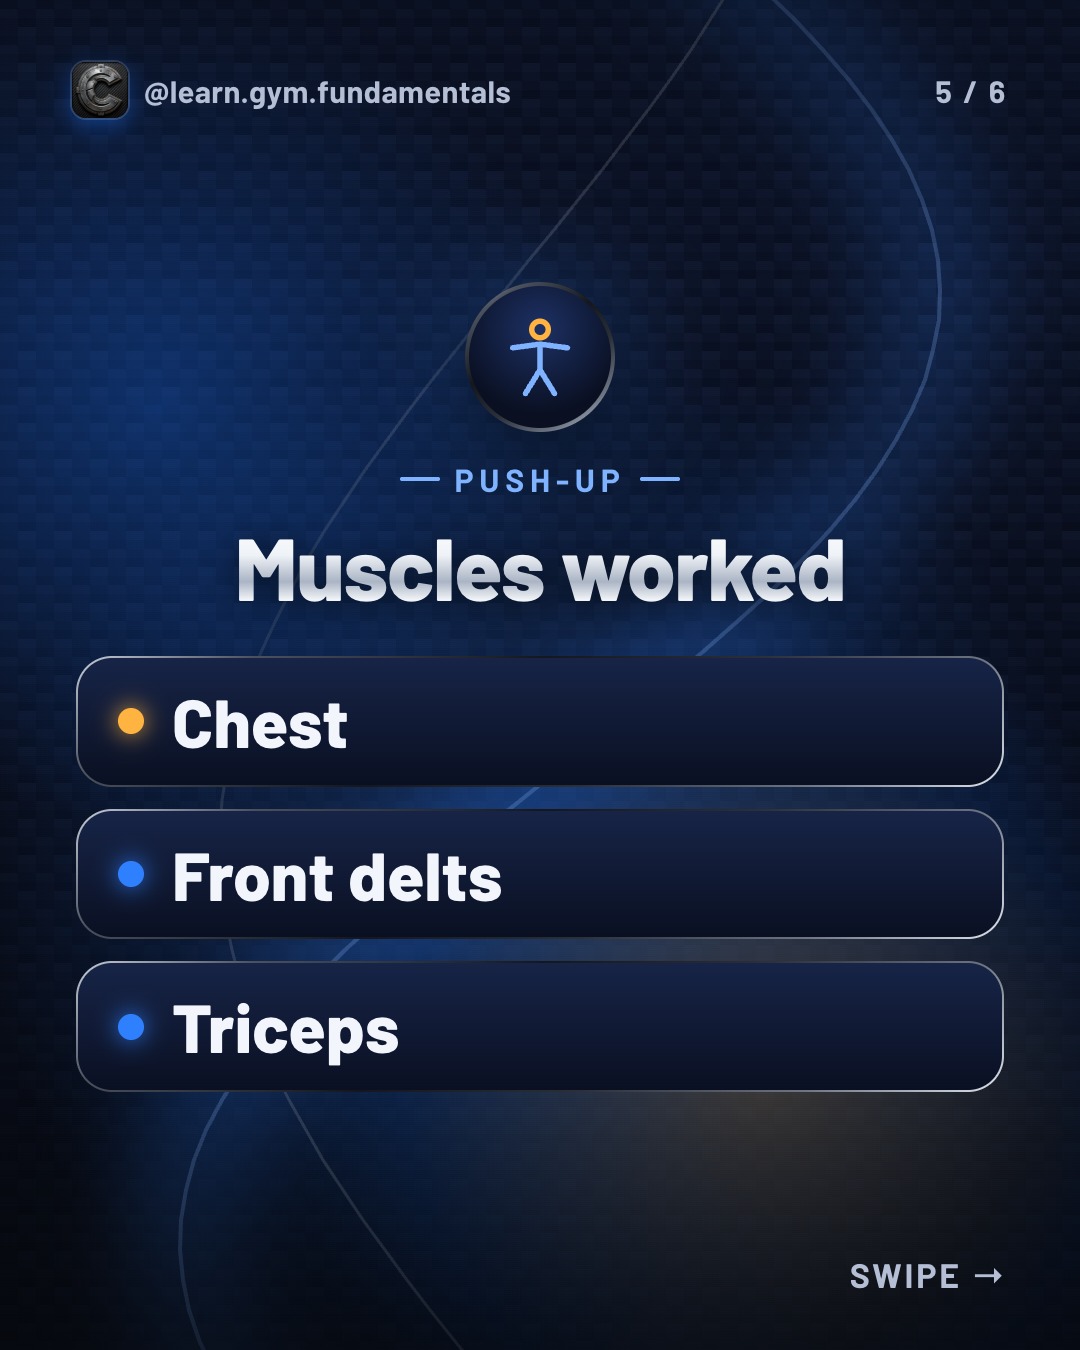 @learn.gym.fundamentals
5 / 6
PUSH-UP
Muscles worked
Chest
Front delts
Triceps
SWIPE →